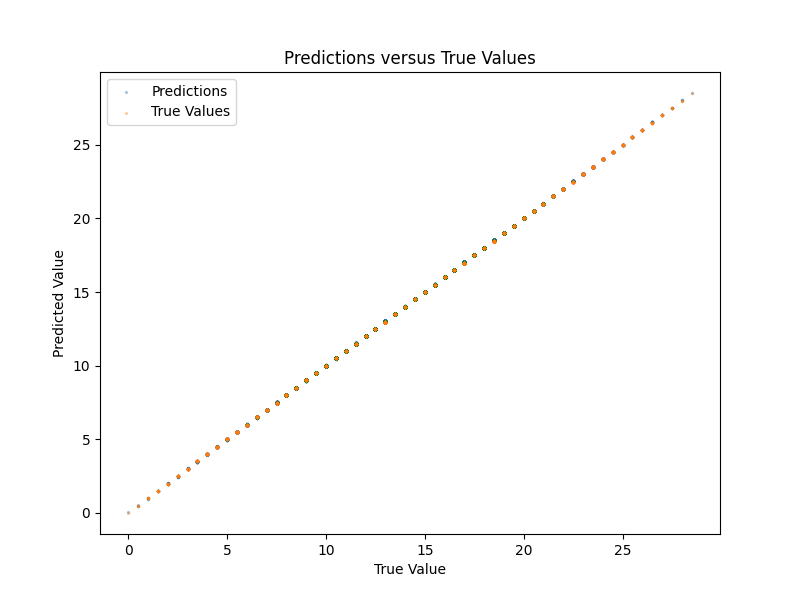 Predictions versus True Values
Predictions
True Values
25
20
15
10
5
0
Predicted Value
0 5 10 15 20 25
True Value